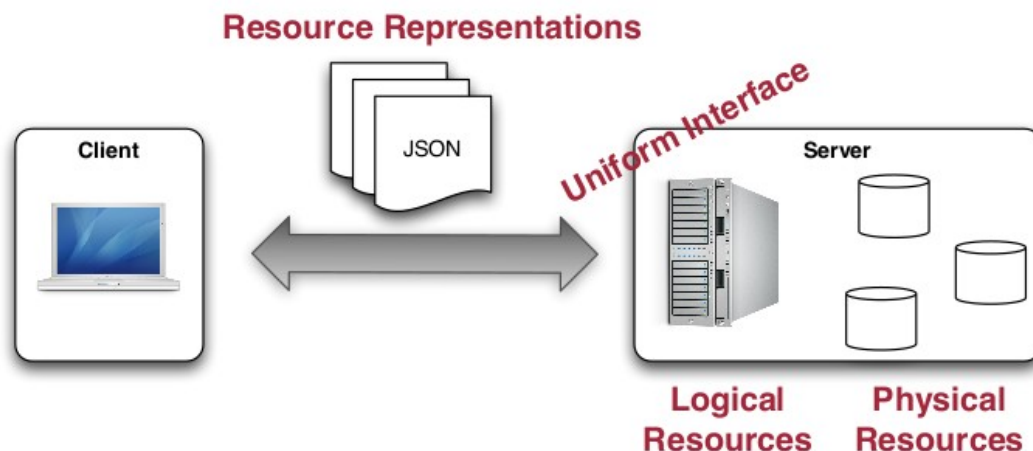 Resource Representations
JSON
Uniform Interface
Client
Server
Logical
Resources
Physical
Resources